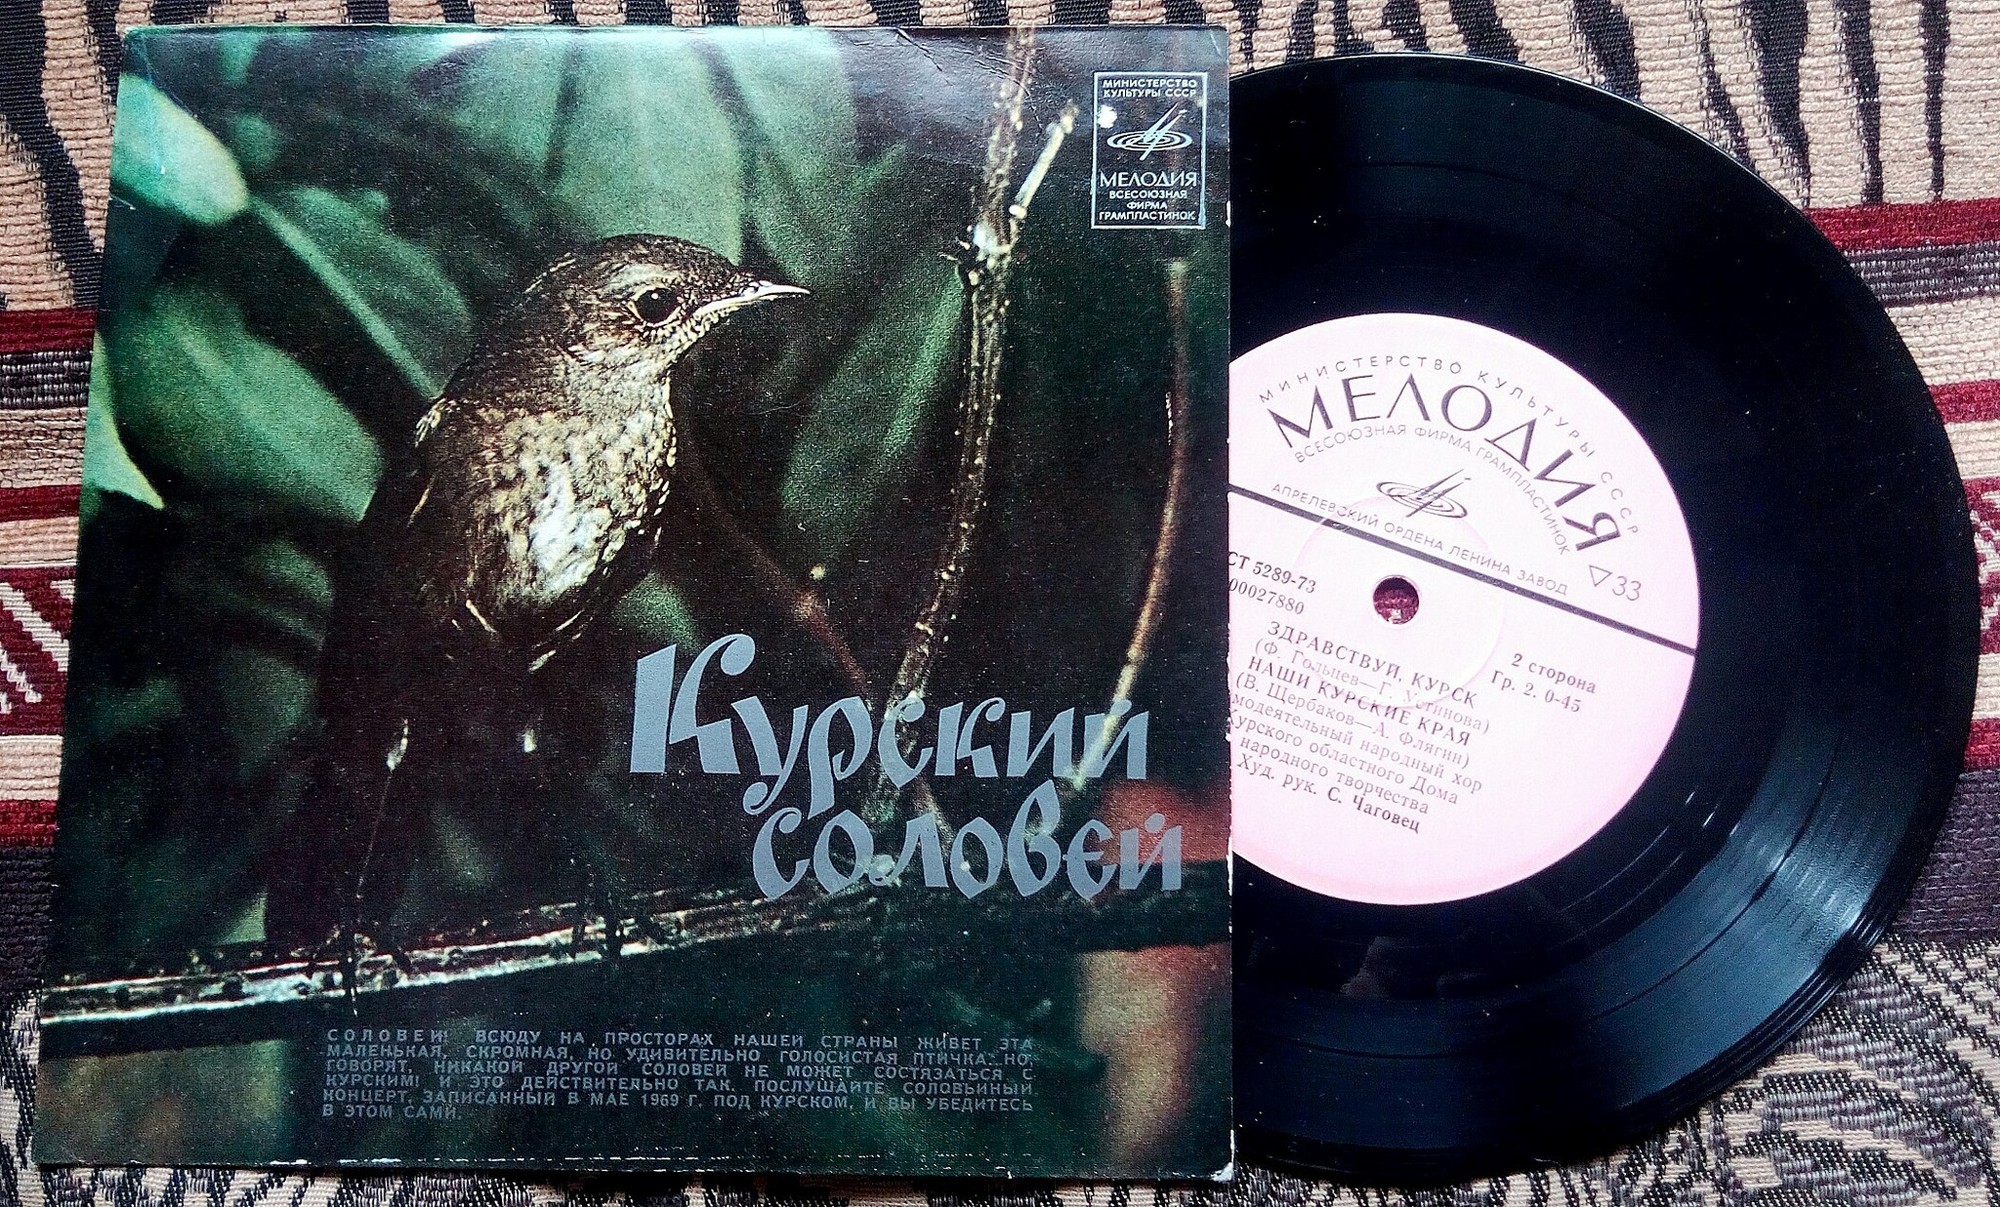 МИНИСТЕРСТВО
КУЛЬТУРЫ СССР
МЕЛОДИЯ
ВСЕСОЮЗНАЯ
ФИРМА
ГРАМПЛАСТИНОК
Курский
соловей
СОЛОВЕЙ! ВСЮДУ НА ПРОСТОРАХ НАШЕЙ СТРАНЫ ЖИВЕТ ЭТА
МАЛЕНЬКАЯ, СКРОМНАЯ, НО УДИВИТЕЛЬНО ГОЛОСИСТАЯ ПТИЧКА. НО,
ГОВОРЯТ, НИКАКОЙ ДРУГОЙ СОЛОВЕЙ НЕ МОЖЕТ СОСТЯЗАТЬСЯ С
КУРСКИМ! И ЭТО ДЕЙСТВИТЕЛЬНО ТАК. ПОСЛУШАЙТЕ СОЛОВЬИНЫЙ
КОНЦЕРТ, ЗАПИСАННЫЙ В МАЕ 1969 Г. ПОД КУРСКОМ, И ВЫ УБЕДИТЕСЬ
В ЭТОМ САМИ.
МИНИСТЕРСТВО КУЛЬТУРЫ СССР
МЕЛОДИЯ
ВСЕСОЮЗНАЯ ФИРМА ГРАМПЛАСТИНОК
АПРЕЛЕВСКИЙ ОРДЕНА ЛЕНИНА ЗАВОД
33
СТ 5289-73
00027880
2 сторона
Гр. 2. 0-45
ЗДРАВСТВУЙ, КУРСК
(Ф. Гольцев—Г. Устинова)
НАШИ КУРСКИЕ КРАЯ
(В. Щербаков—А. Флягин)
модеятельный народный хор
Курского областного Дома
народного творчества
Худ. рук. С. Чаговец